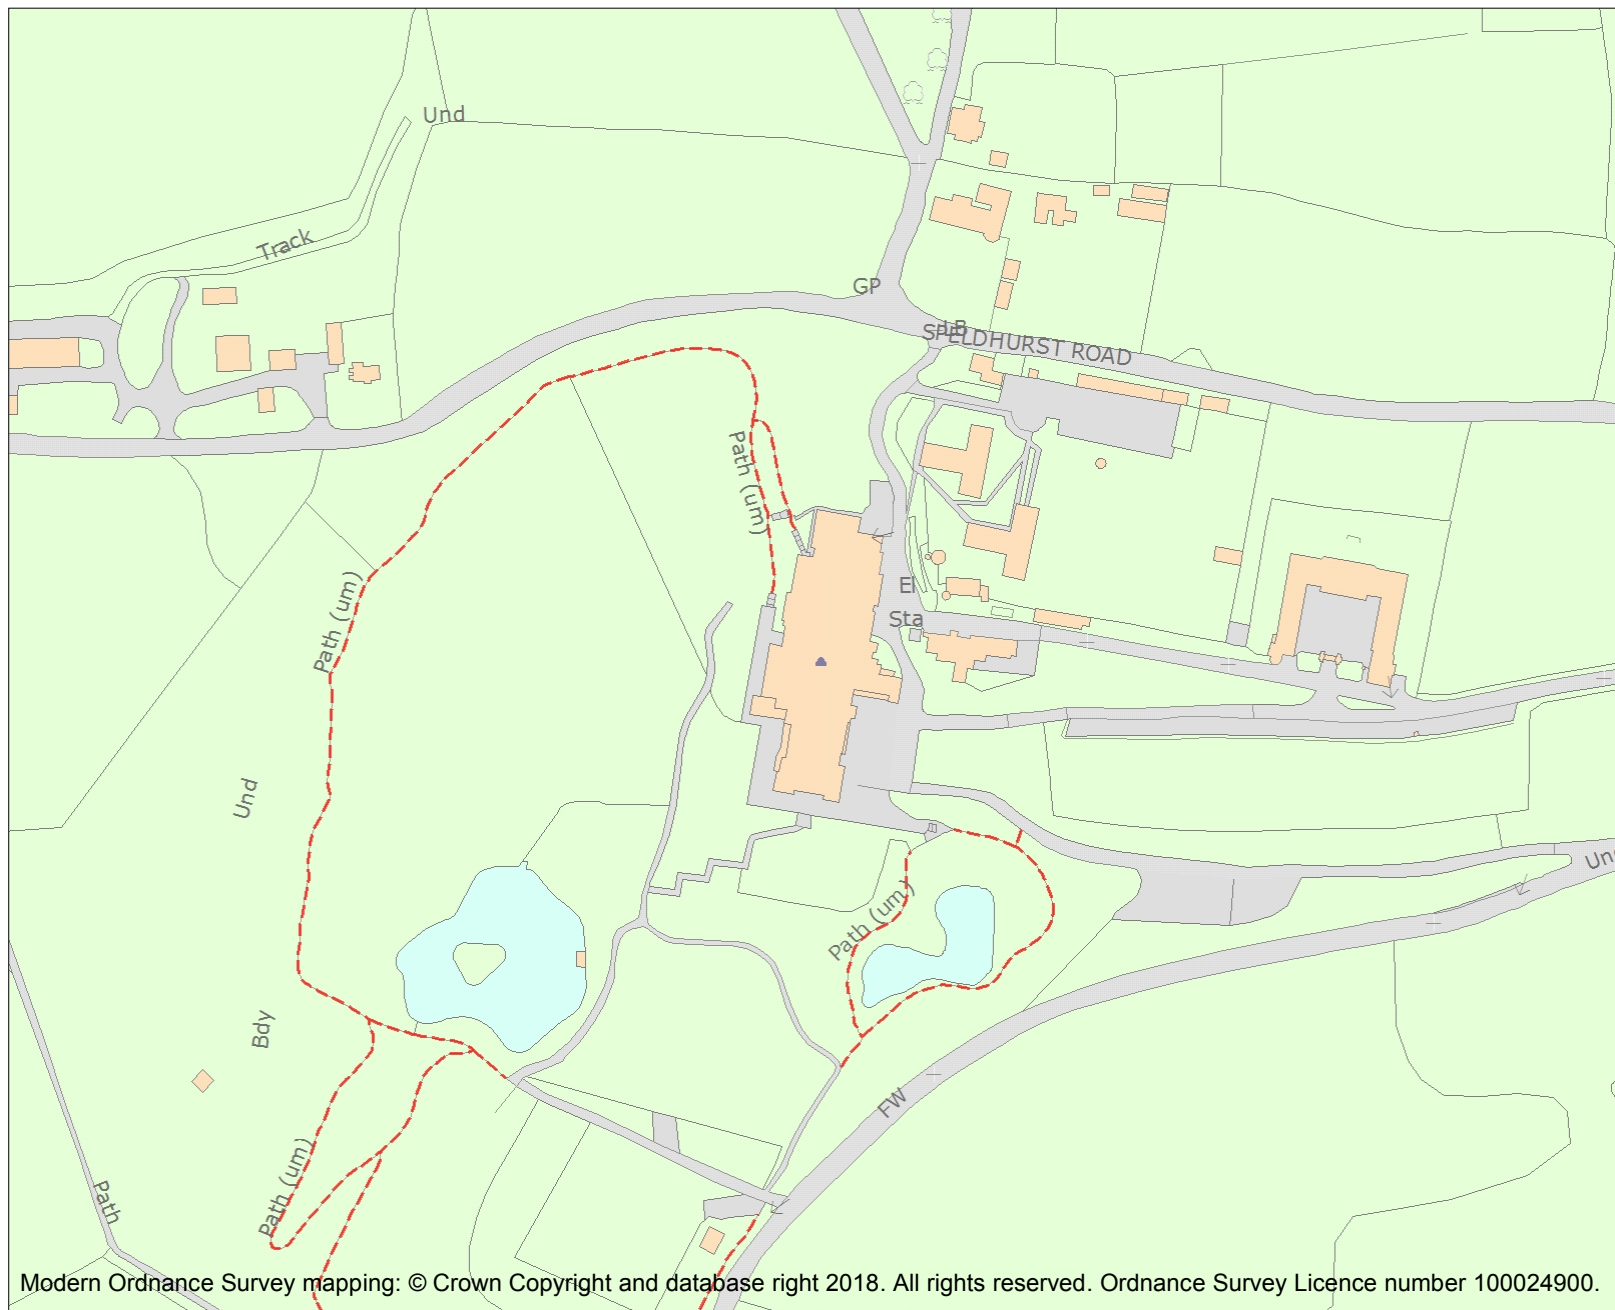 Und
Track
GP
LB
SPELDHURST ROAD
Path (um)
Path (um)
El
Sta
Und
Path (um)
Bdy
FW
Path (um)
Path
Modern Ordnance Survey mapping: © Crown Copyright and database right 2018. All rights reserved. Ordnance Survey Licence number 100024900.